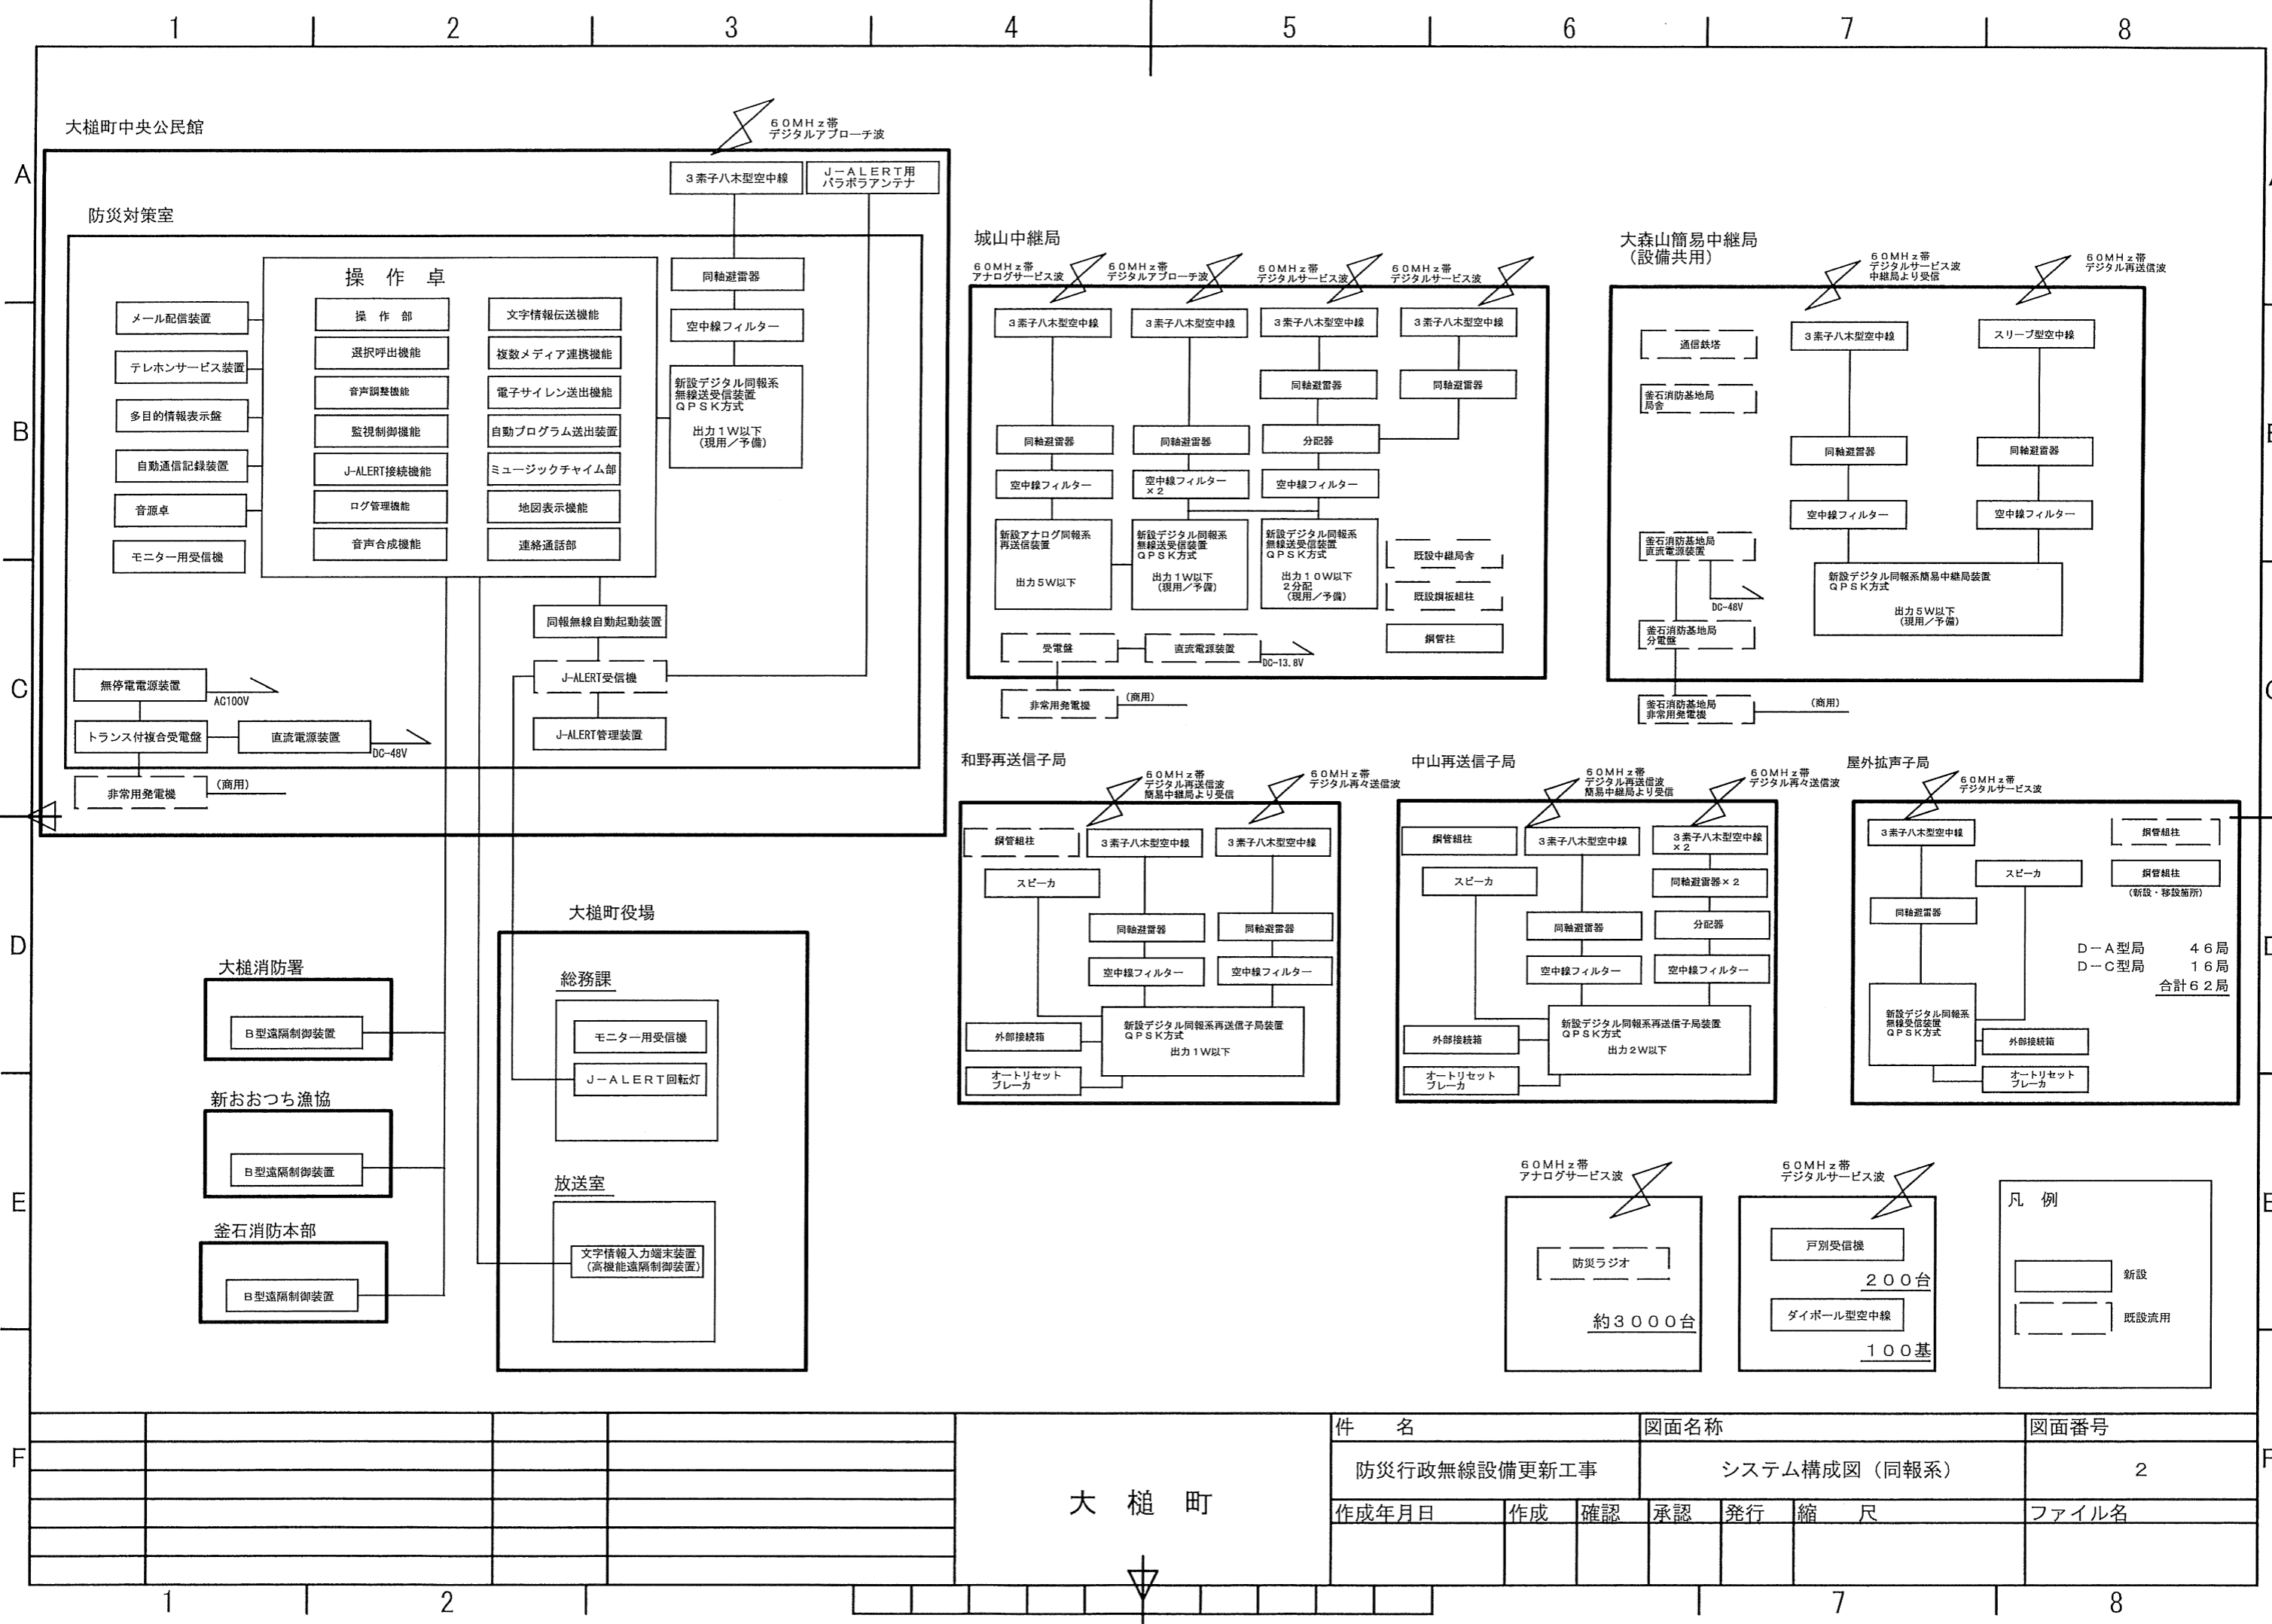 1
2
3
4
5
6
7
8
A
B
C
D
E
F
大槌町中央公民館
60MHz帯
デジタルアプローチ波
3素子八木型空中線
J-ALERT用
パラボラアンテナ
防災対策室
操 作 卓
メール配信装置
テレホンサービス装置
多目的情報表示盤
自動通信記録装置
音源卓
モニター用受信機
操 作 部
選択呼出機能
音声調整機能
監視制御機能
J-ALERT接続機能
ログ管理機能
音声合成機能
文字情報伝送機能
複数メディア連携機能
電子サイレン送出機能
自動プログラム送出装置
ミュージックチャイム部
地図表示機能
連絡通話部
同軸避雷器
空中線フィルター
新設デジタル同報系
無線送受信装置
QPSK方式
出力1W以下
(現用/予備)
同報無線自動起動装置
J-ALERT受信機
J-ALERT管理装置
無停電電源装置
AC100V
トランス付複合受電盤
直流電源装置
DC-48V
非常用発電機
(商用)
城山中継局
60MHz帯
アナログサービス波
60MHz帯
デジタルアプローチ波
60MHz帯
デジタルサービス波
60MHz帯
デジタルサービス波
3素子八木型空中線
3素子八木型空中線
3素子八木型空中線
3素子八木型空中線
同軸避雷器
同軸避雷器
同軸避雷器
同軸避雷器
分配器
空中線フィルター
空中線フィルター
×2
空中線フィルター
新設アナログ同報系
再送信装置
出力5W以下
新設デジタル同報系
無線送受信装置
QPSK方式
出力1W以下
(現用/予備)
新設デジタル同報系
無線送受信装置
QPSK方式
出力10W以下
2分配
(現用/予備)
既設中継局舎
既設鋼板組柱
鋼管柱
受電盤
直流電源装置
DC-13.8V
非常用発電機
(商用)
大森山簡易中継局
(設備共用)
60MHz帯
デジタルサービス波
中継局より受信
60MHz帯
デジタル再送信波
通信鉄塔
釜石消防基地局
局舎
3素子八木型空中線
スリーブ型空中線
同軸避雷器
同軸避雷器
空中線フィルター
空中線フィルター
釜石消防基地局
直流電源装置
DC-48V
釜石消防基地局
分電盤
新設デジタル同報系簡易中継局装置
QPSK方式
出力5W以下
(現用/予備)
釜石消防基地局
非常用発電機
(商用)
和野再送信子局
60MHz帯
デジタル再送信波
簡易中継局より受信
60MHz帯
デジタル再々送信波
鋼管組柱
3素子八木型空中線
3素子八木型空中線
スピーカ
同軸避雷器
同軸避雷器
空中線フィルター
空中線フィルター
新設デジタル同報系再送信子局装置
QPSK方式
出力1W以下
外部接続箱
オートリセット
ブレーカ
中山再送信子局
60MHz帯
デジタル再送信波
簡易中継局より受信
60MHz帯
デジタル再々送信波
鋼管組柱
3素子八木型空中線
3素子八木型空中線
×2
スピーカ
同軸避雷器×2
同軸避雷器
分配器
空中線フィルター
空中線フィルター
新設デジタル同報系再送信子局装置
QPSK方式
出力2W以下
外部接続箱
オートリセット
ブレーカ
屋外拡声子局
60MHz帯
デジタルサービス波
3素子八木型空中線
鋼管組柱
スピーカ
鋼管組柱
(新設・移設箇所)
同軸避雷器
D-A型局 46局
D-C型局 16局
合計62局
新設デジタル同報系
無線受信装置
QPSK方式
外部接続箱
オートリセット
ブレーカ
大槌消防署
B型遠隔制御装置
新おおつち漁協
B型遠隔制御装置
釜石消防本部
B型遠隔制御装置
大槌町役場
総務課
モニター用受信機
J-ALERT回転灯
放送室
文字情報入力端末装置
(高機能遠隔制御装置)
60MHz帯
アナログサービス波
防災ラジオ
約3000台
60MHz帯
デジタルサービス波
戸別受信機
200台
ダイポール型空中線
100基
凡 例
新設
既設流用
大 槌 町
件 名
図面名称
図面番号
防災行政無線設備更新工事
システム構成図(同報系)
2
作成年月日
作成
確認
承認
発行
縮 尺
ファイル名
1
2
7
8